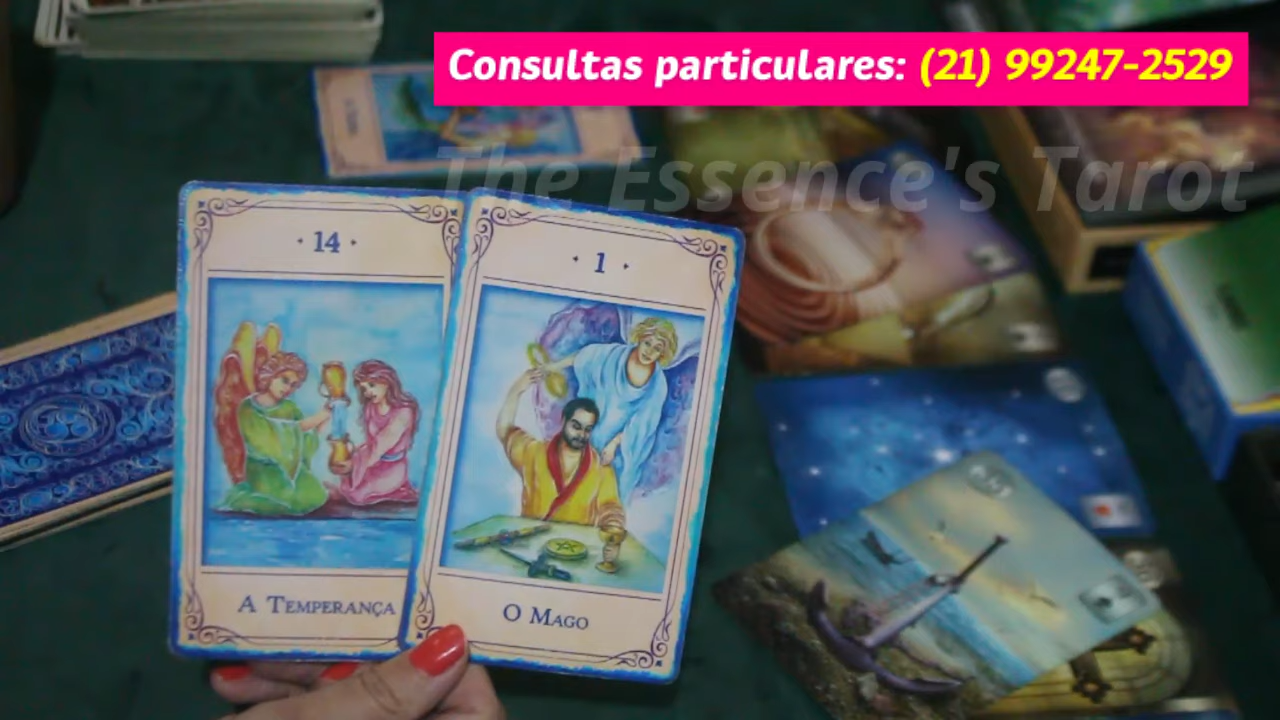 Consultas particulares: (21) 99247-2529
The Essence's Tarot
· 14 ·
· 1 ·
A Temperança
O Mago